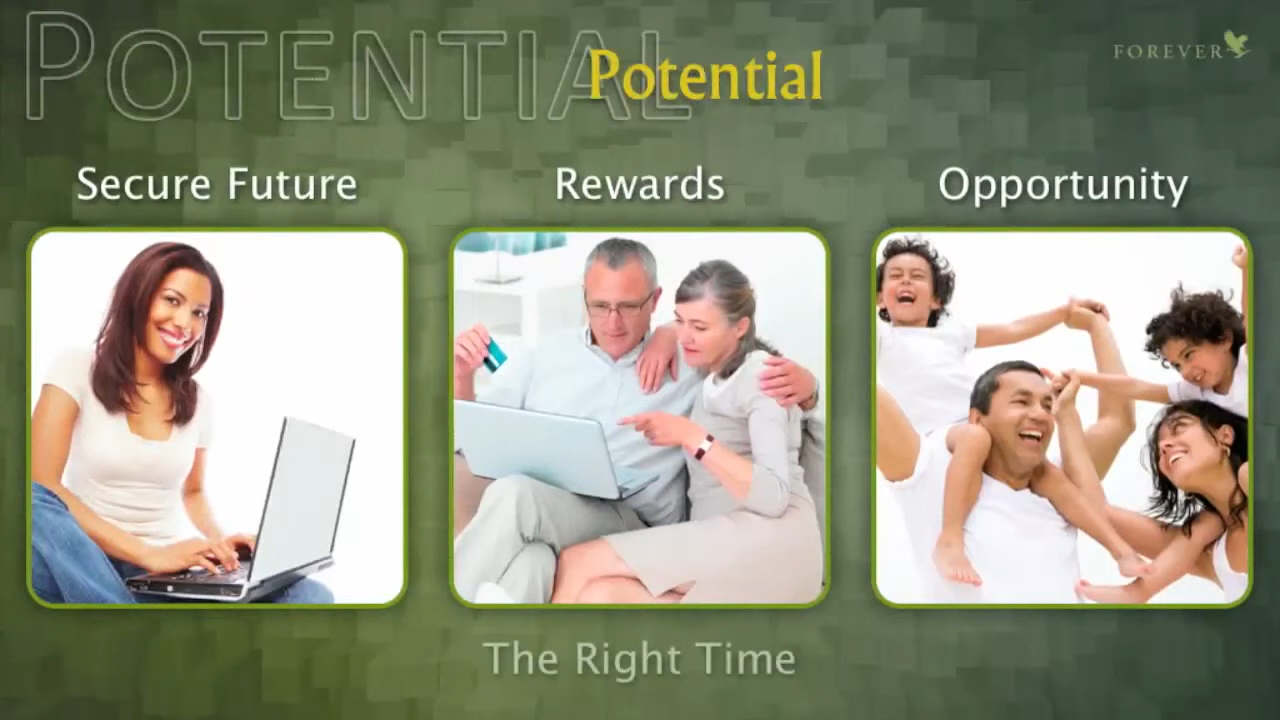 POTENTIAL
Potential
FOREVER
Secure Future
Rewards
Opportunity
The Right Time